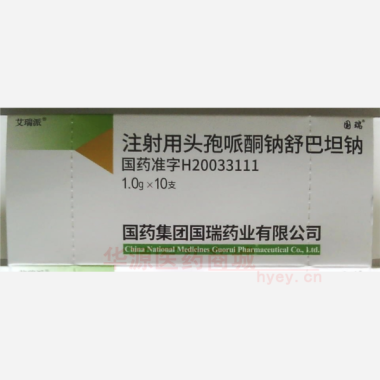 艾瑞派®
国瑞®
注射用头孢哌酮钠舒巴坦钠
国药准字H20033111
1.0g×10支
国药集团国瑞药业有限公司
China National Medicines Guorui Pharmaceutical Co., Ltd.
华源医药商城
hyey.cn